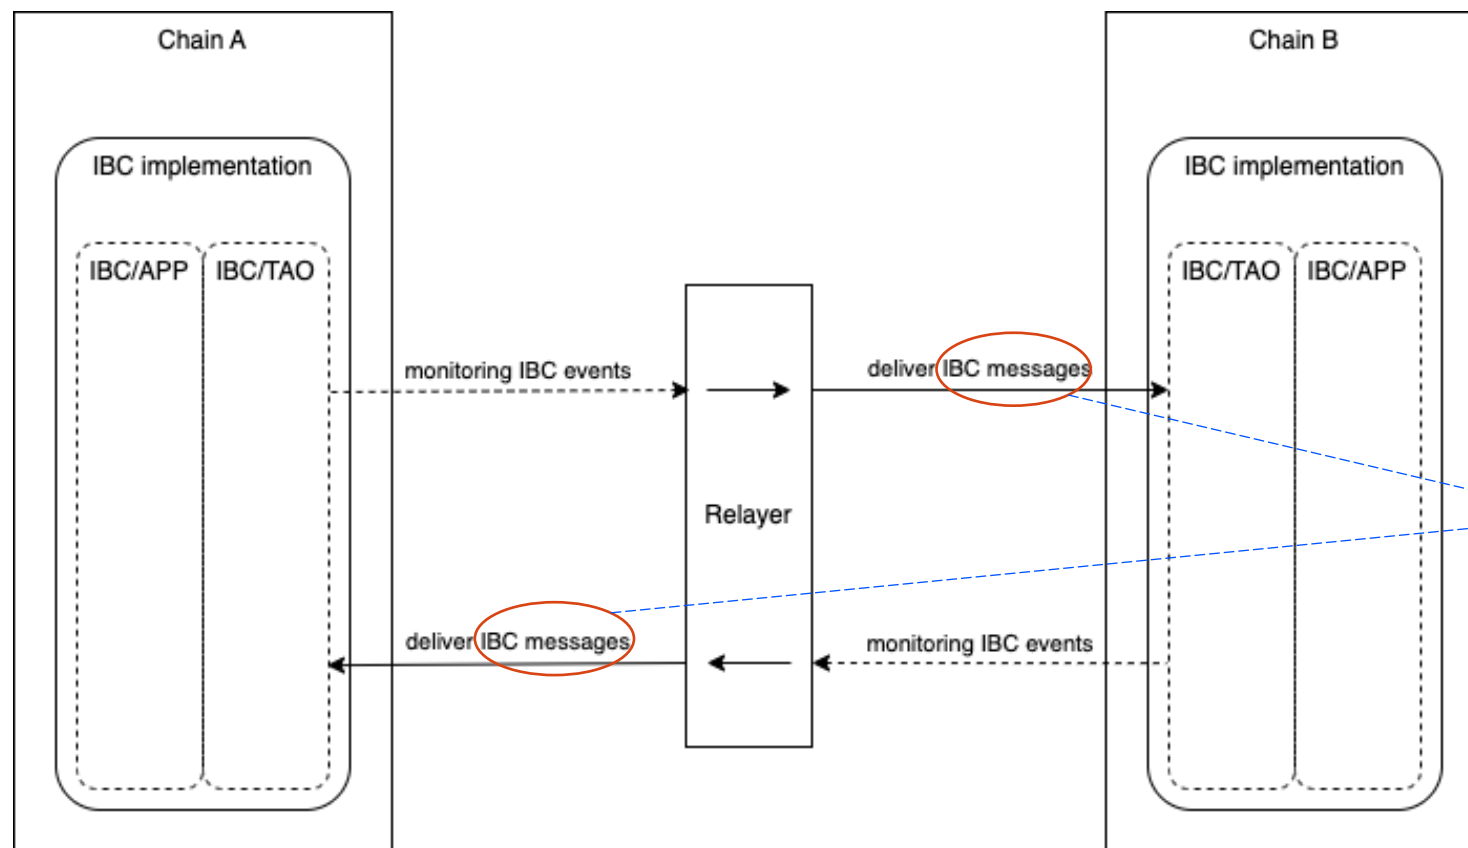 Chain A
Chain B
IBC implementation
IBC implementation
IBC/APP
IBC/TAO
IBC/TAO
IBC/APP
monitoring IBC events
deliver IBC messages
Relayer
deliver IBC messages
monitoring IBC events